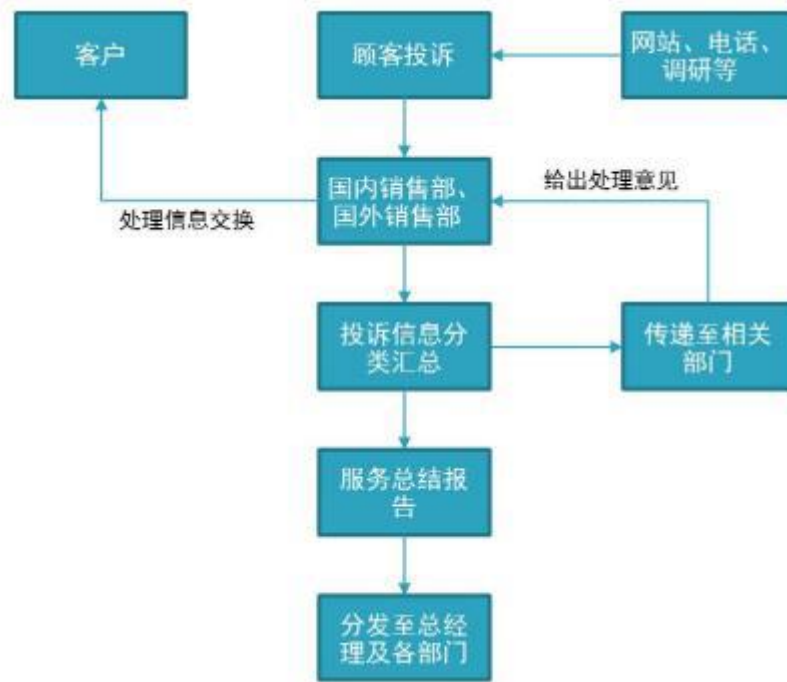 客户
顾客投诉
网站、电话、
调研等
国内销售部、
国外销售部
给出处理意见
处理信息交换
投诉信息分
类汇总
传递至相关
部门
服务总结报
告
分发至总经
理及各部门